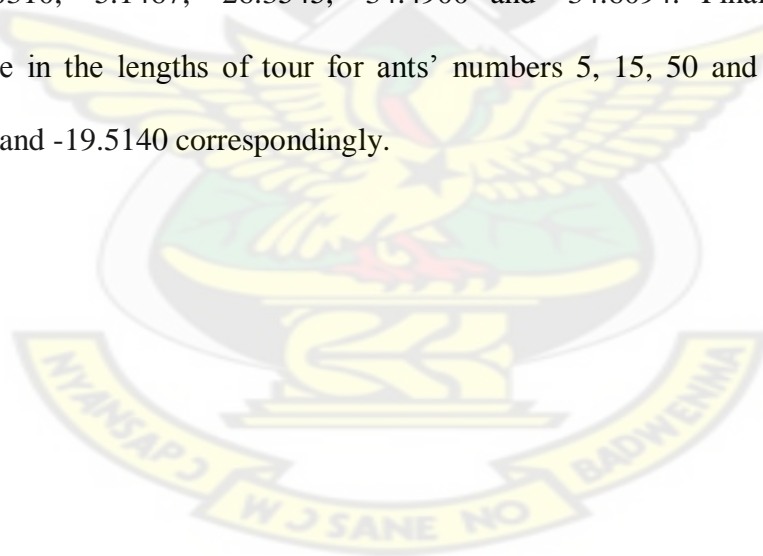 e in the lengths of tour for ants’ numbers 5, 15, 50 and
and -19.5140 correspondingly.
NYANSAPƆ WƆSANE NO BADWENMA